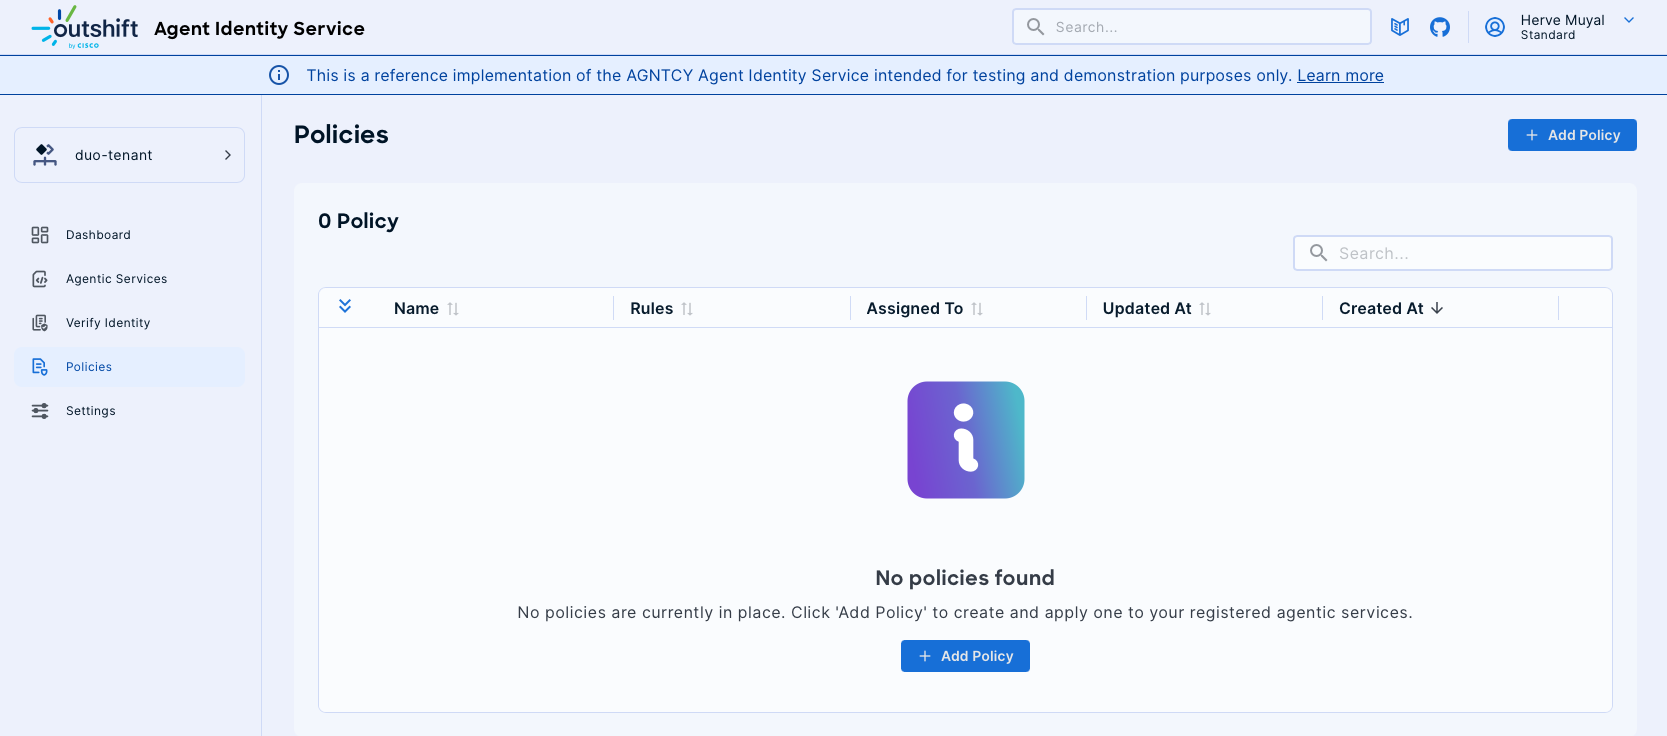 outshift
by CISCO
Agent Identity Service
Search...
Herve Muyal
Standard
This is a reference implementation of the AGNTCY Agent Identity Service intended for testing and demonstration purposes only. Learn more
duo-tenant
Dashboard
Agentic Services
Verify Identity
Policies
Settings
Policies
Add Policy
0 Policy
Search...
Name Rules Assigned To Updated At Created At
No policies found
No policies are currently in place. Click 'Add Policy' to create and apply one to your registered agentic services.
Add Policy